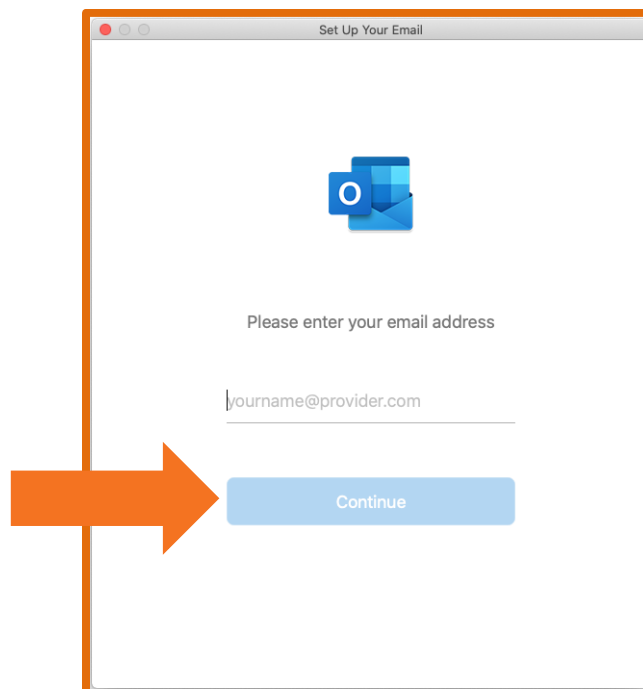 Set Up Your Email
O
Please enter your email address
yourname@provider.com
Continue